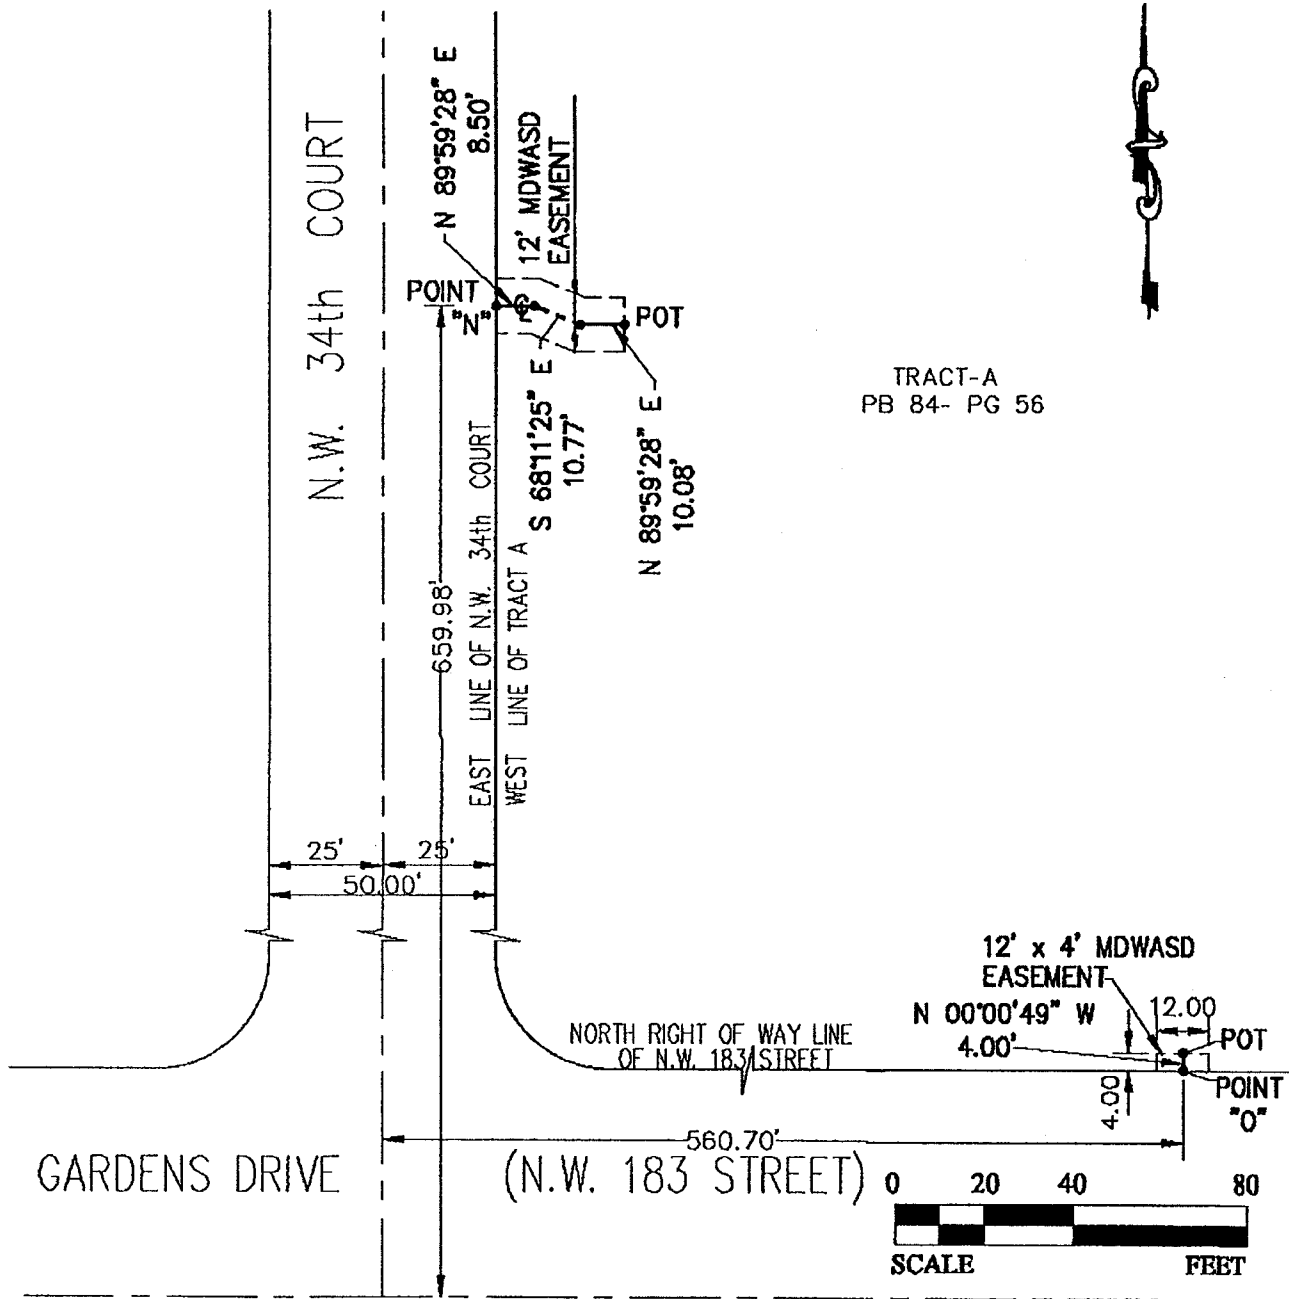 N 89°59'28" E
8.50'
12' MDWASD
EASEMENT
N.W. 34th COURT
POINT
"N"
POT
S 68°11'25" E
10.77'
N 89°59'28" E
10.08'
TRACT-A
PB 84- PG 56
659.98'
EAST LINE OF N.W. 34th COURT
WEST LINE OF TRACT A
25'
25'
50.00'
12' x 4' MDWASD
EASEMENT
N 00°00'49" W
4.00'
12.00
POT
NORTH RIGHT OF WAY LINE
OF N.W. 183 STREET
4.00
POINT
"O"
560.70'
GARDENS DRIVE (N.W. 183 STREET)
0 20 40 80
SCALE FEET